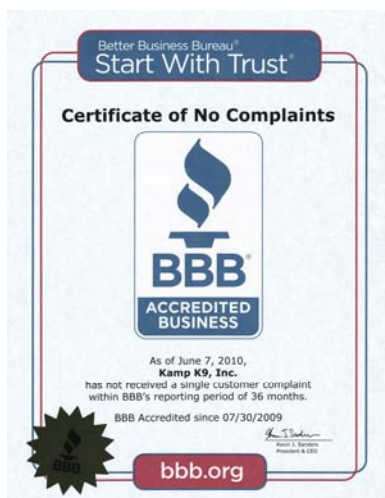 Better Business Bureau®
Start With Trust®
Certificate of No Complaints
BBB®
ACCREDITED
BUSINESS
As of June 7, 2010,
Kamp K9, Inc.
has not received a single customer complaint
within BBB's reporting period of 36 months.
BBB Accredited since 07/30/2009
Kevin J. Sanders
President & CEO
BBB
bbb.org